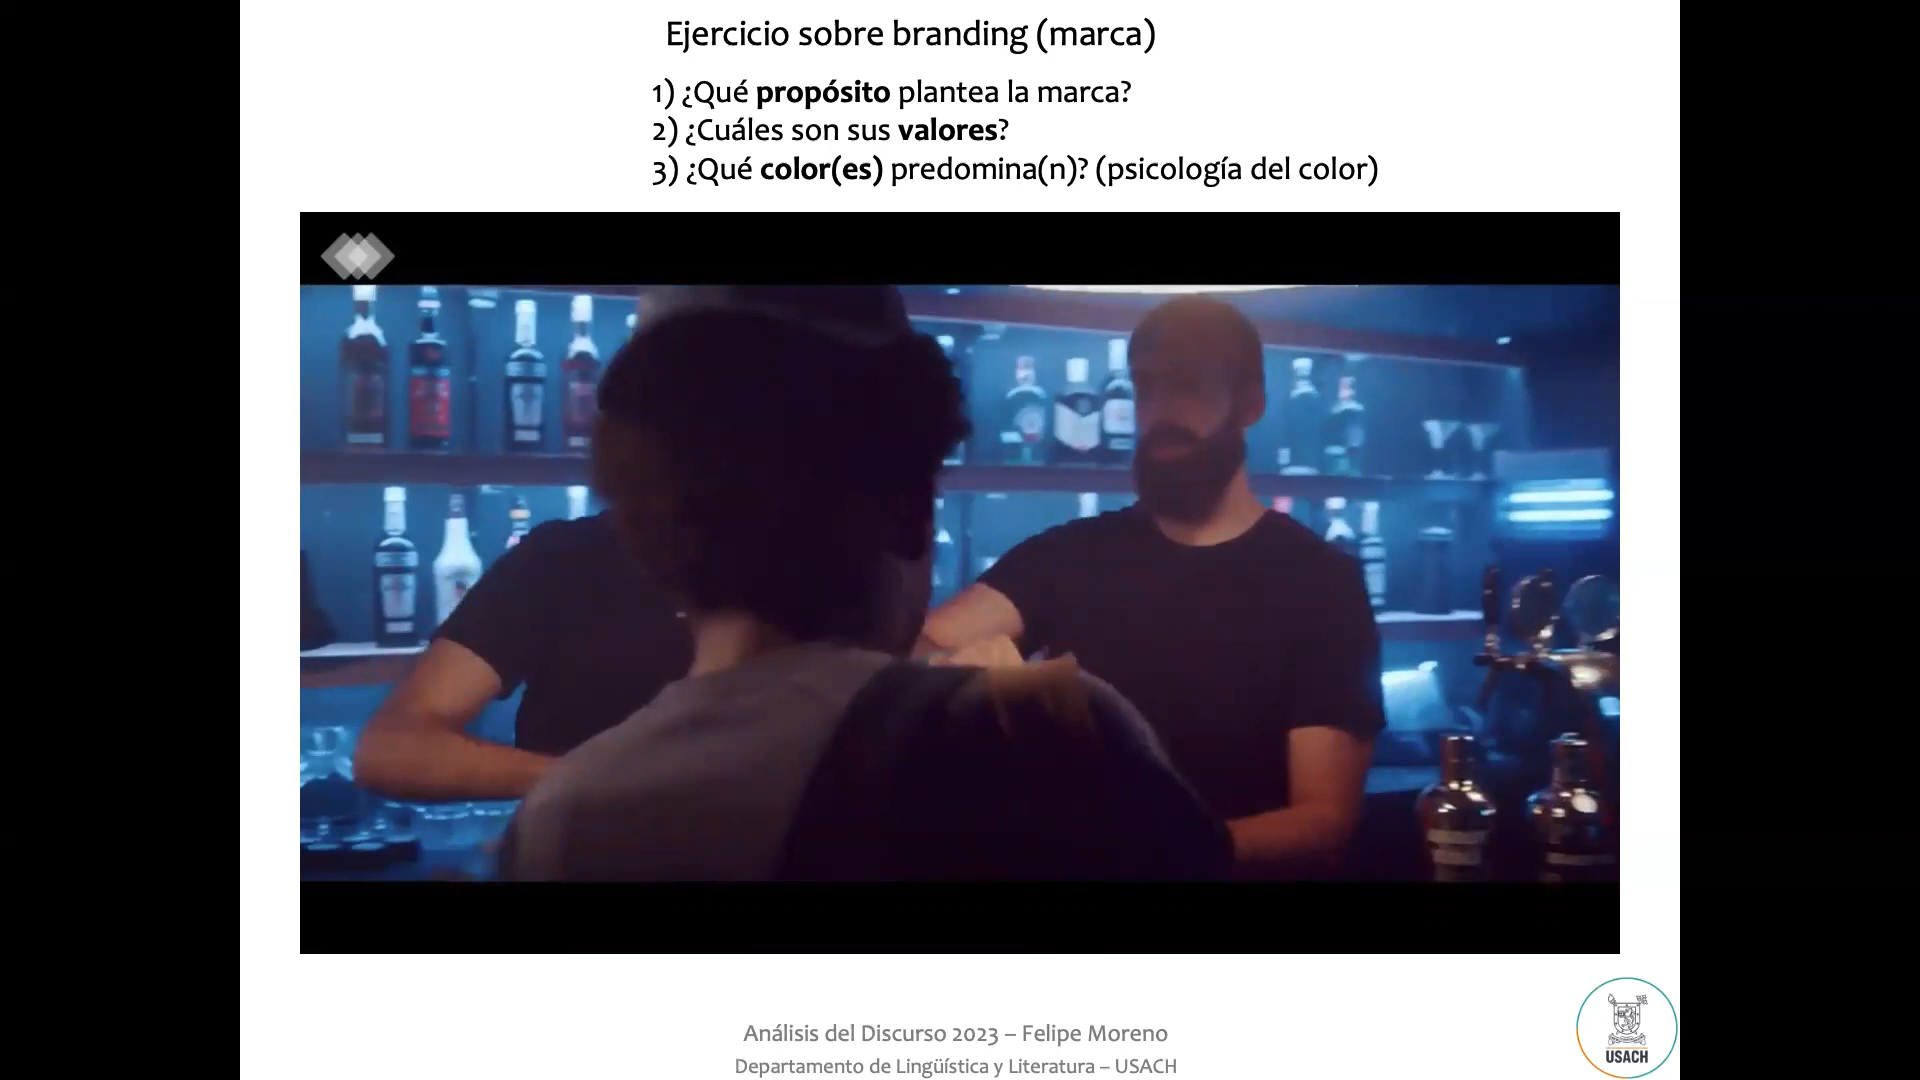 Ejercicio sobre branding (marca)
1) ¿Qué propósito plantea la marca?
2) ¿Cuáles son sus valores?
3) ¿Qué color(es) predomina(n)? (psicología del color)
Análisis del Discurso 2023 – Felipe Moreno
Departamento de Lingüística y Literatura – USACH
USACH